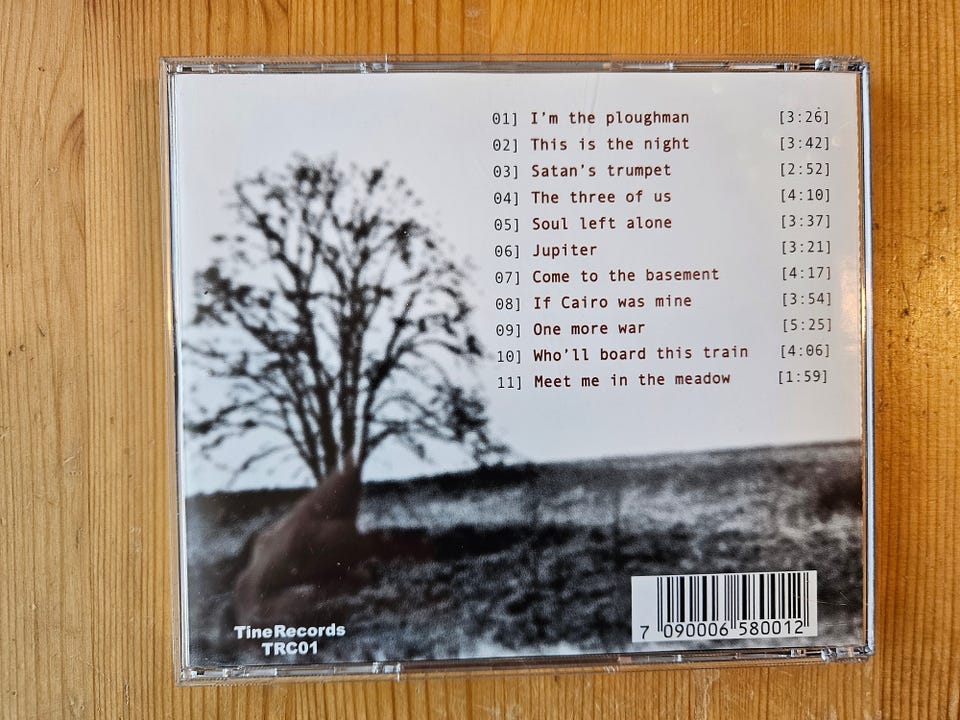 01] I'm the ploughman [3:26]
02] This is the night [3:42]
03] Satan's trumpet [2:52]
04] The three of us [4:10]
05] Soul left alone [3:37]
06] Jupiter [3:21]
07] Come to the basement [4:17]
08] If Cairo was mine [3:54]
09] One more war [5:25]
10] Who'll board this train [4:06]
11] Meet me in the meadow [1:59]
Tine Records
TRC01
7 090006 580012